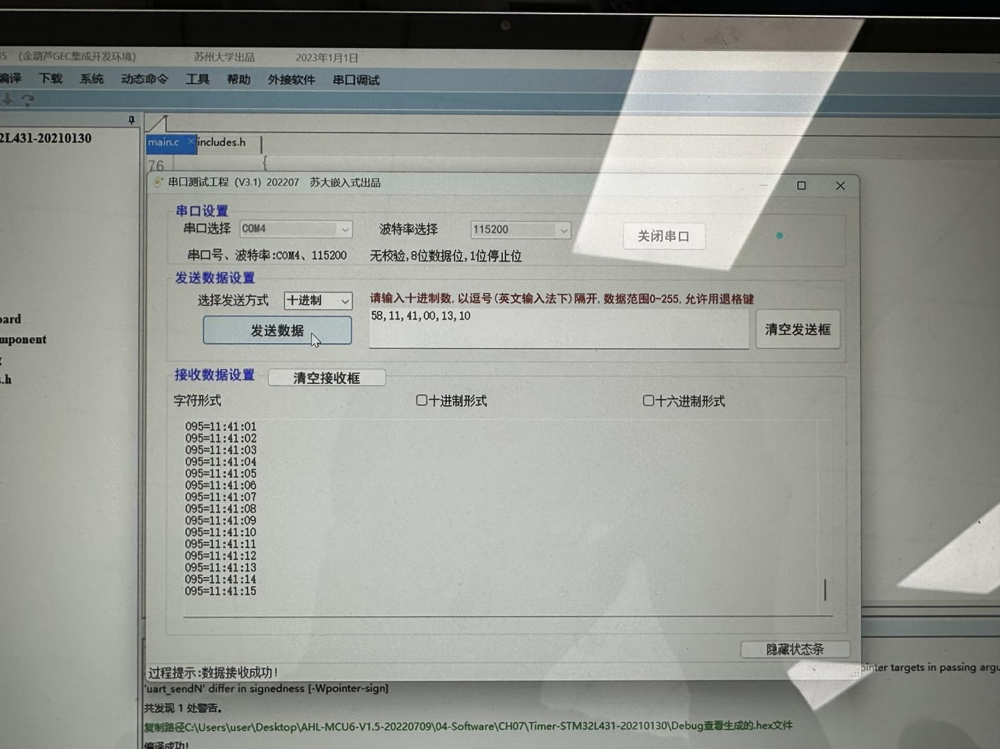 (金葫芦GEC集成开发环境) 苏州大学出品 2023年1月1日
编译 下载 系统 动态命令 工具 帮助 外接软件 串口调试
2L431-20210130
main.c includes.h
76 {
串口测试工程 (V3.1) 202207 苏大嵌入式出品
串口设置
串口选择 COM4 波特率选择 115200 关闭串口
串口号、波特率:COM4、115200 无校验,8位数据位,1位停止位
发送数据设置
选择发送方式 十进制 请输入十进制数,以逗号(英文输入法下)隔开,数据范围0-255,允许用退格键
58,11,41,00,13,10
发送数据 清空发送框
接收数据设置 清空接收框
字符形式 十进制形式 十六进制形式
095=11:41:01
095=11:41:02
095=11:41:03
095=11:41:04
095=11:41:05
095=11:41:06
095=11:41:07
095=11:41:08
095=11:41:09
095=11:41:10
095=11:41:11
095=11:41:12
095=11:41:13
095=11:41:14
095=11:41:15
oard
mponent
s.h
隐藏状态条
过程提示:数据接收成功!
ointer targets in passing argu
'uart_sendN' differ in signedness [-Wpointer-sign]
共发现 1 处警告。
复制路径C:\Users\user\Desktop\AHL-MCU6-V1.5-20220709\04-Software\CH07\Timer-STM32L431-20210130\Debug查看生成的.hex文件
编译成功!